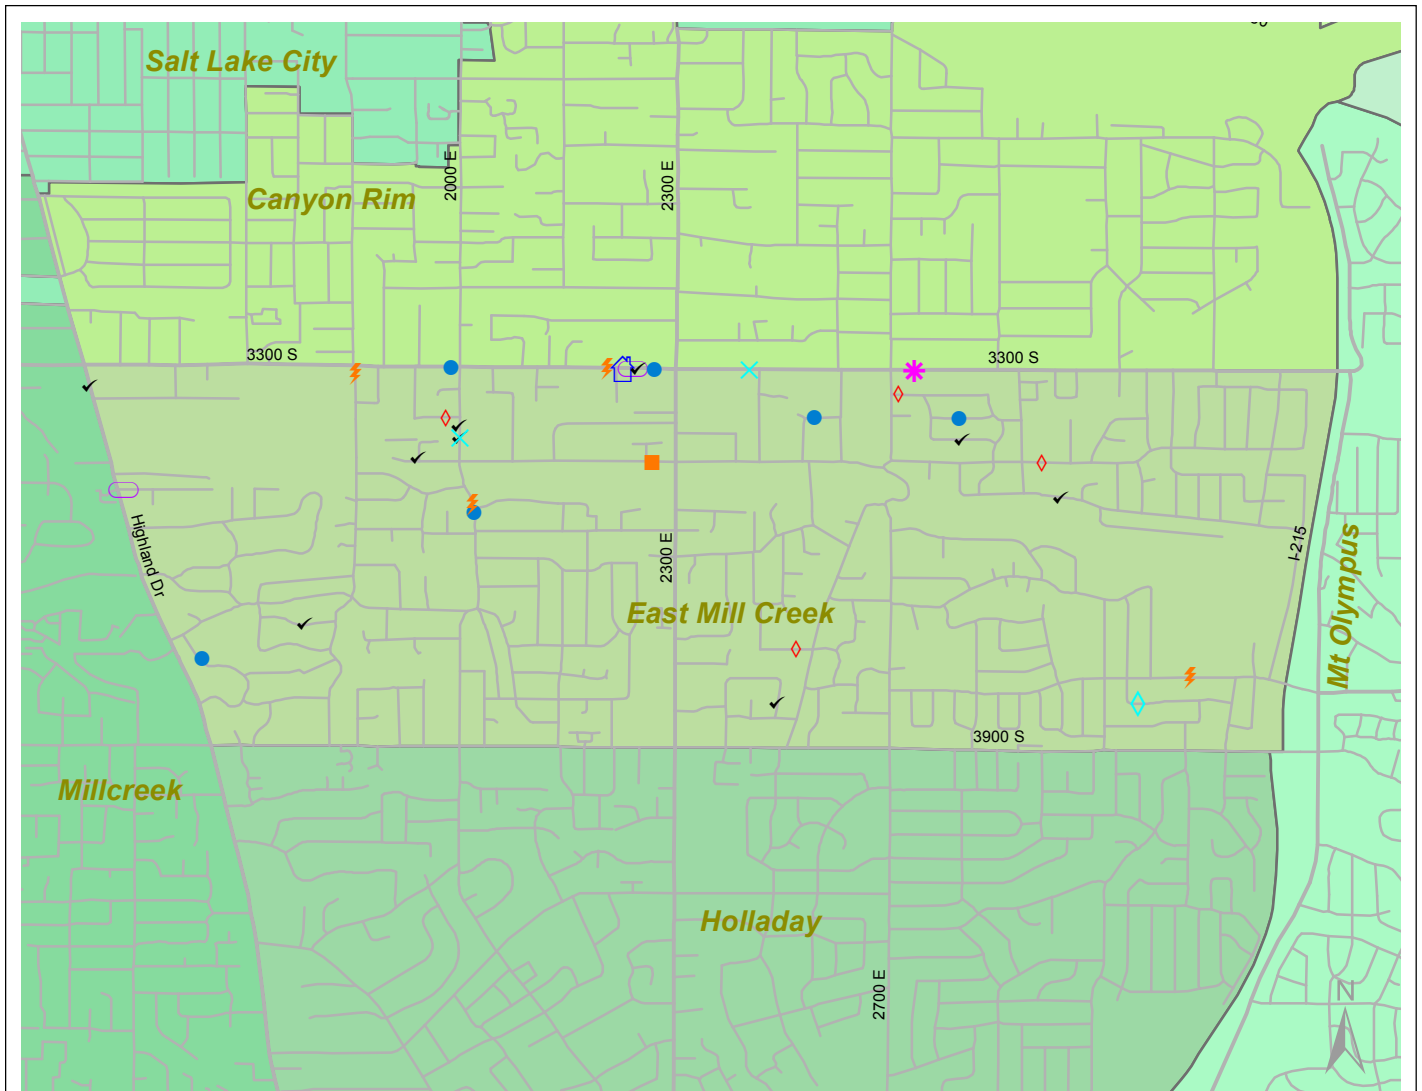 Salt Lake City
Canyon Rim
2000 E
2300 E
3300 S
3300 S
Highland Dr
2300 E
I-215
East Mill Creek
Mt Olympus
3900 S
Millcreek
Holladay
2700 E
N